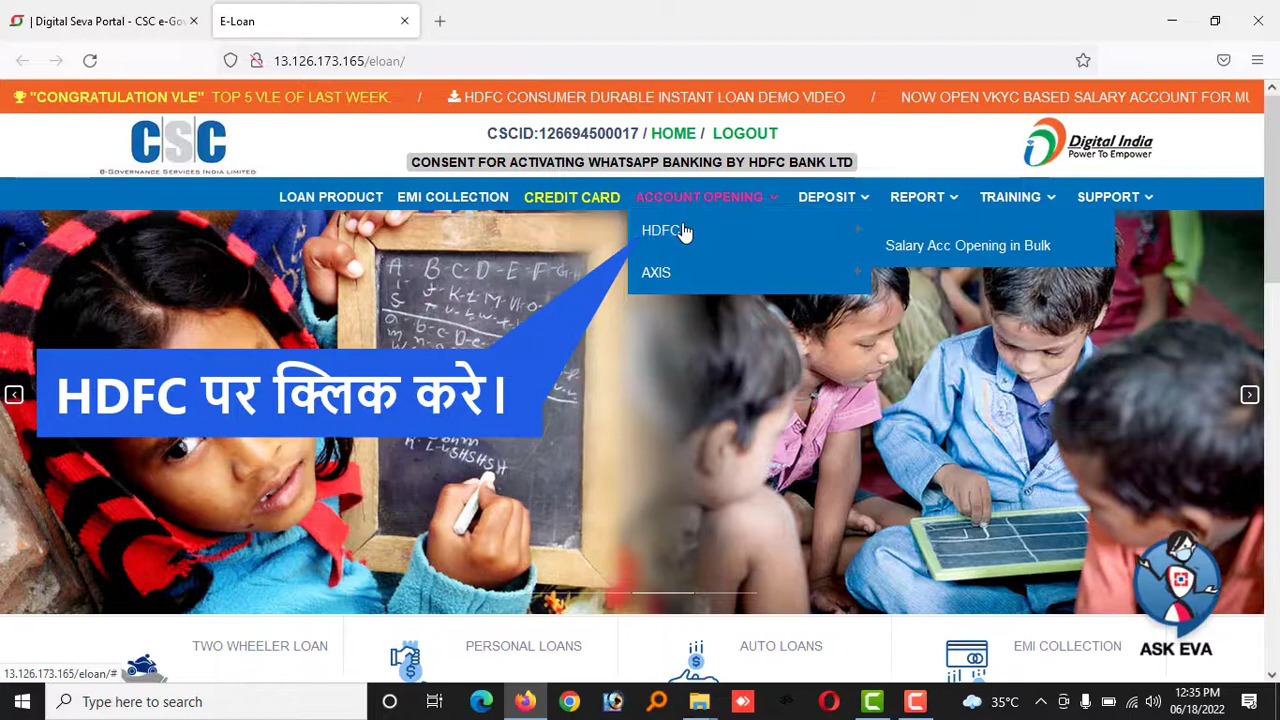 | Digital Seva Portal - CSC e-Gov
E-Loan
13.126.173.165/eloan/
"CONGRATULATION VLE" TOP 5 VLE OF LAST WEEK. / HDFC CONSUMER DURABLE INSTANT LOAN DEMO VIDEO / NOW OPEN VKYC BASED SALARY ACCOUNT FOR MU
CSC
e-GOVERNANCE SERVICES INDIA LIMITED
CSCID:126694500017 / HOME / LOGOUT
CONSENT FOR ACTIVATING WHATSAPP BANKING BY HDFC BANK LTD
Digital India
Power To Empower
LOAN PRODUCT EMI COLLECTION CREDIT CARD ACCOUNT OPENING DEPOSIT REPORT TRAINING SUPPORT
HDFC
Salary Acc Opening in Bulk
AXIS
HDFC पर क्लिक करे।
ASK EVA
TWO WHEELER LOAN PERSONAL LOANS AUTO LOANS EMI COLLECTION
13.126.173.165/eloan/#
Type here to search
35°C
12:35 PM
06/18/2022